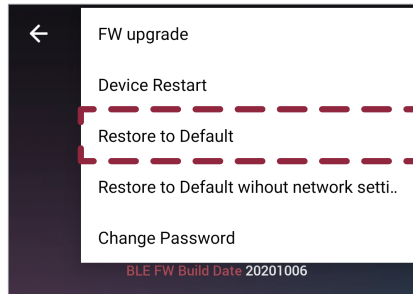 FW upgrade
Device Restart
Restore to Default
Restore to Default wihout network setti..
Change Password
BLE FW Build Date 20201006